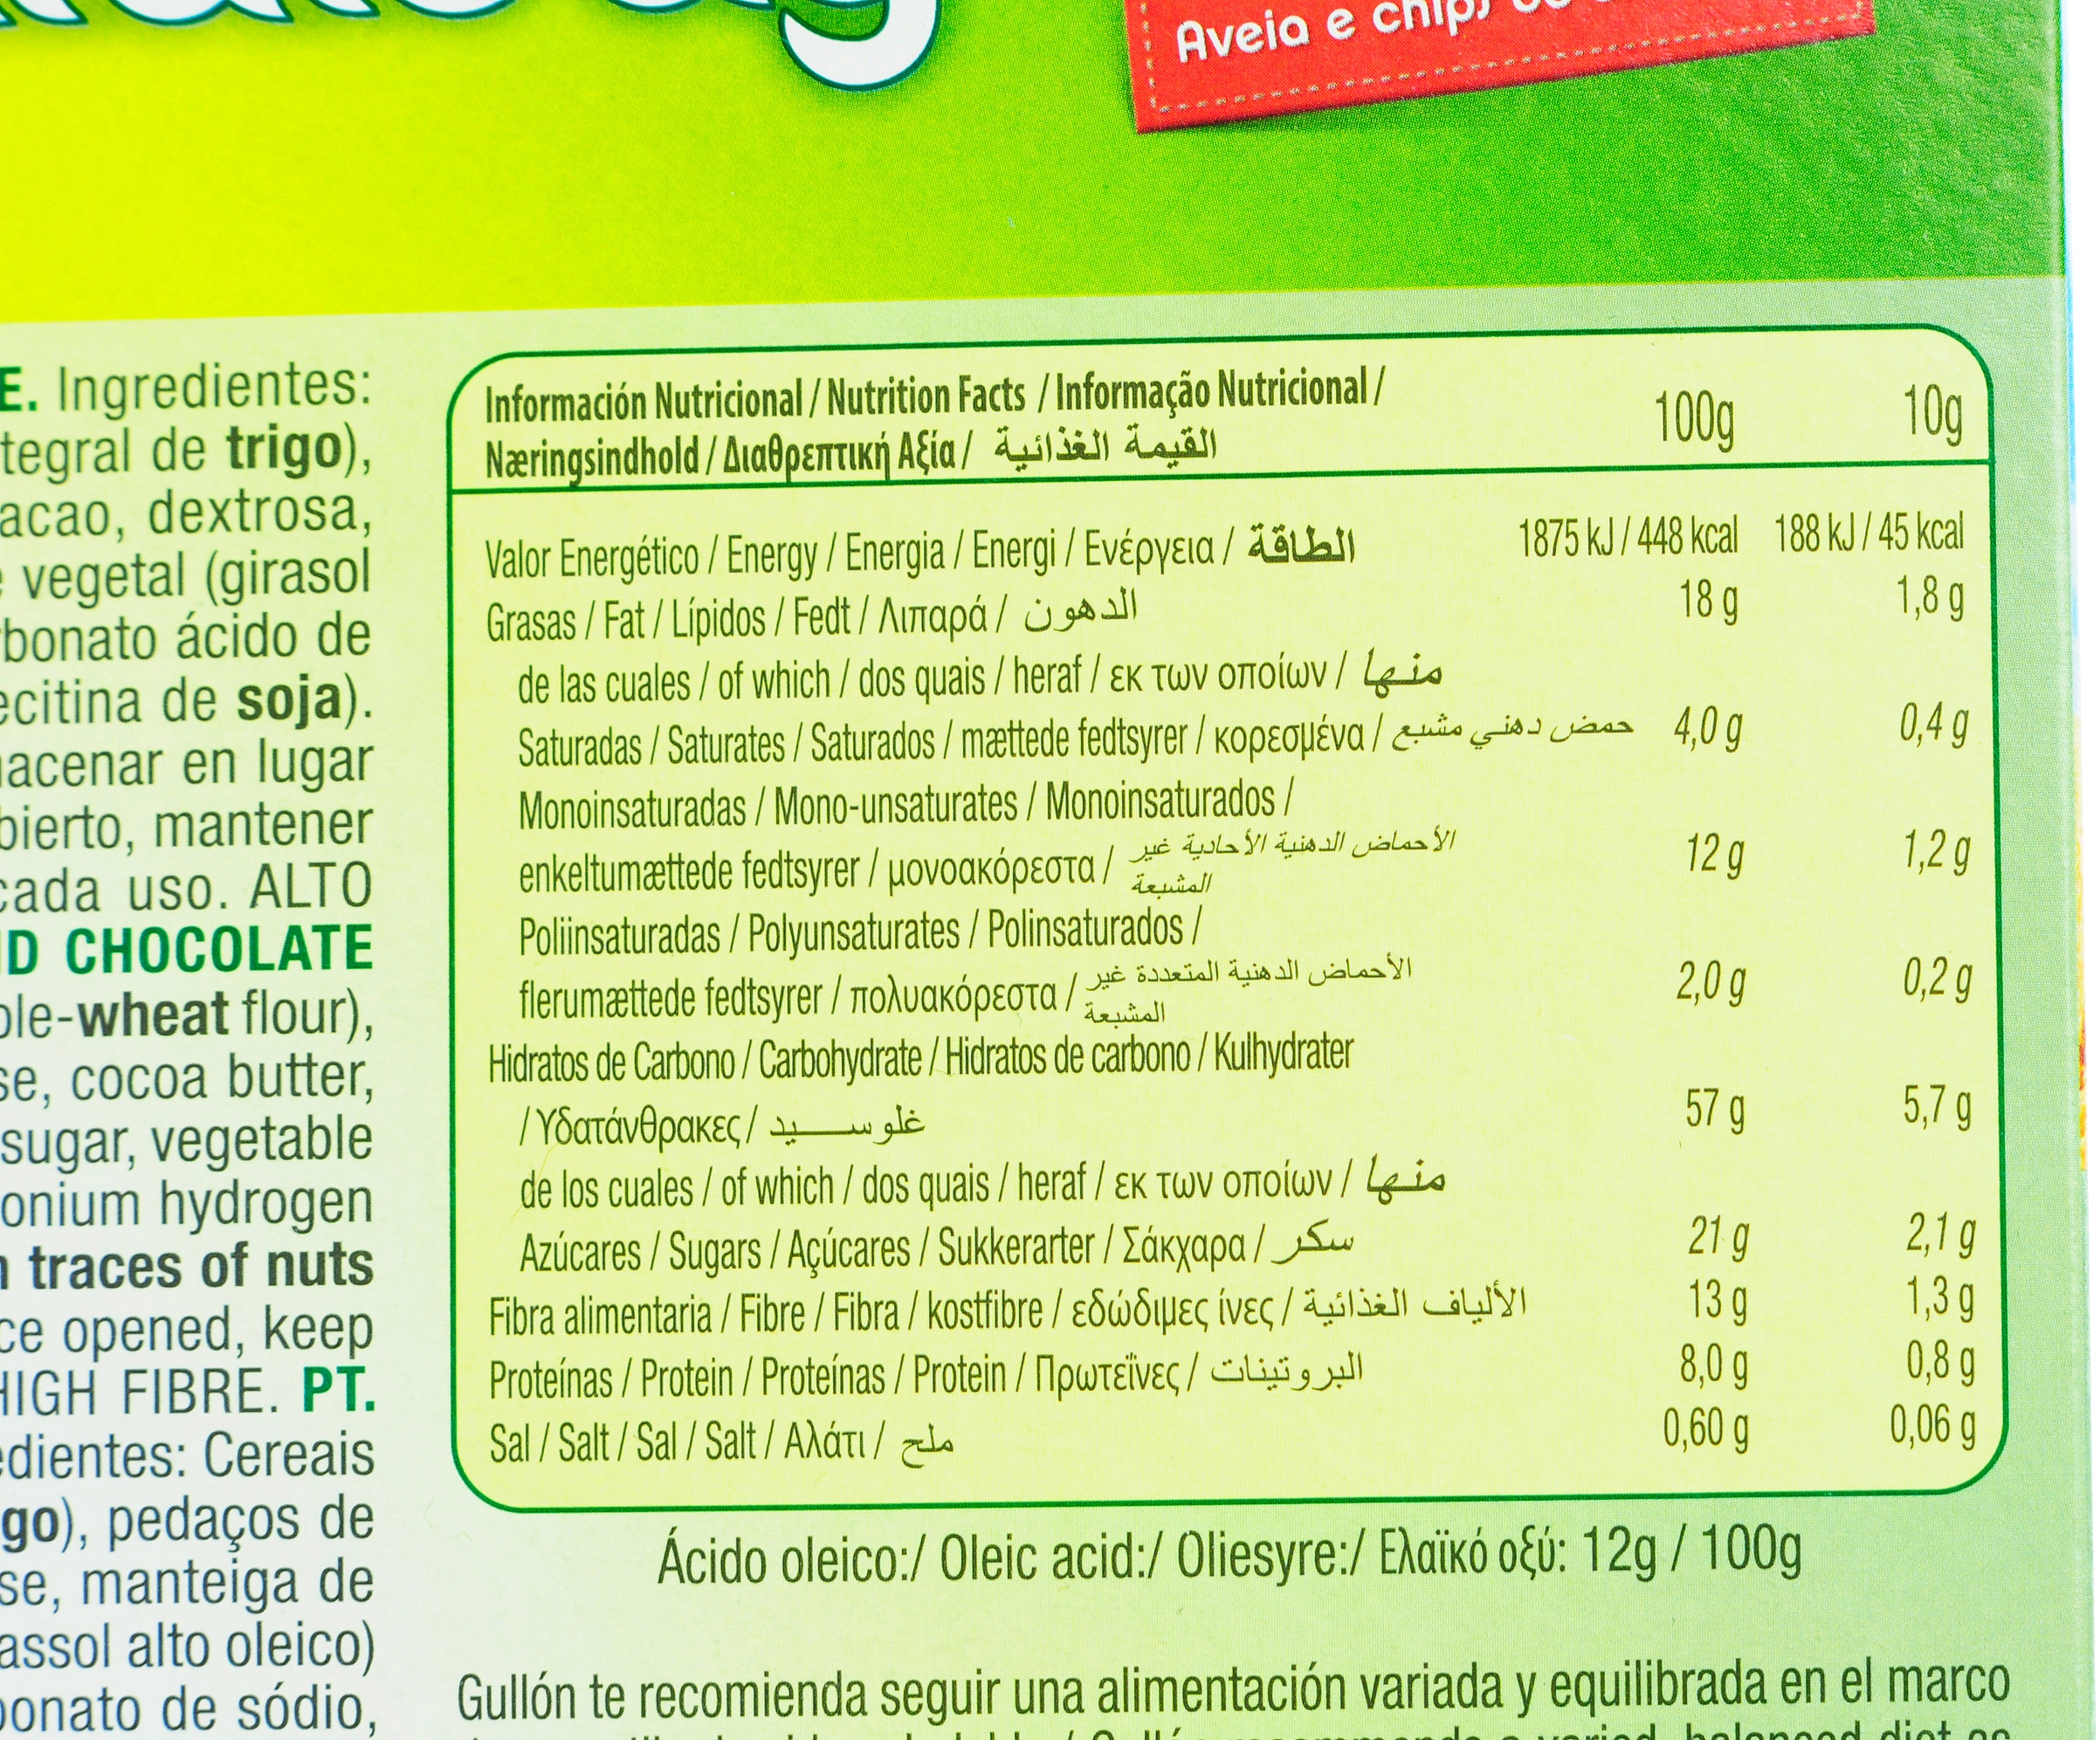 Aveia e
E. Ingredientes:
tegral de trigo),
acao, dextrosa,
vegetal (girasol
bonato ácido de
ecitina de soja).
acenar en lugar
bierto, mantener
cada uso. ALTO
D CHOCOLATE
ole-wheat flour),
se, cocoa butter,
sugar, vegetable
onium hydrogen
traces of nuts
ce opened, keep
HIGH FIBRE. PT.
edientes: Cereais
go), pedaços de
se, manteiga de
assol alto oleico)
bonato de sódio,
Información Nutricional / Nutrition Facts / Informação Nutricional /
Næringsindhold / Διαθρεπτική Αξία / القيمة الغذائية 100g 10g
Valor Energético / Energy / Energia / Energi / Ενέργεια / الطاقة 1875 kJ / 448 kcal 188 kJ / 45 kcal
Grasas / Fat / Lípidos / Fedt / Λιπαρά / الدهون 18 g 1,8 g
de las cuales / of which / dos quais / heraf / εκ των οποίων / منها
Saturadas / Saturates / Saturados / mættede fedtsyrer / κορεσμένα / حمض دهني مشبع 4,0 g 0,4 g
Monoinsaturadas / Mono-unsaturates / Monoinsaturados /
enkeltumættede fedtsyrer / μονοακόρεστα / الأحماض الدهنية الأحادية غير المشبعة 12 g 1,2 g
Poliinsaturadas / Polyunsaturates / Polinsaturados /
flerumættede fedtsyrer / πολυακόρεστα / الأحماض الدهنية المتعددة غير المشبعة 2,0 g 0,2 g
Hidratos de Carbono / Carbohydrate / Hidratos de carbono / Kulhydrater
/ Υδατάνθρακες / غلوســـيد 57 g 5,7 g
de los cuales / of which / dos quais / heraf / εκ των οποίων / منها
Azúcares / Sugars / Açúcares / Sukkerarter / Σάκχαρα / سكر 21 g 2,1 g
Fibra alimentaria / Fibre / Fibra / kostfibre / εδώδιμες ίνες / الألياف الغذائية 13 g 1,3 g
Proteínas / Protein / Proteínas / Protein / Πρωτεΐνες / البروتينات 8,0 g 0,8 g
Sal / Salt / Sal / Salt / Αλάτι / ملح 0,60 g 0,06 g
Ácido oleico:/ Oleic acid:/ Oliesyre:/ Ελαϊκό οξύ: 12g / 100g
Gullón te recomienda seguir una alimentación variada y equilibrada en el marco